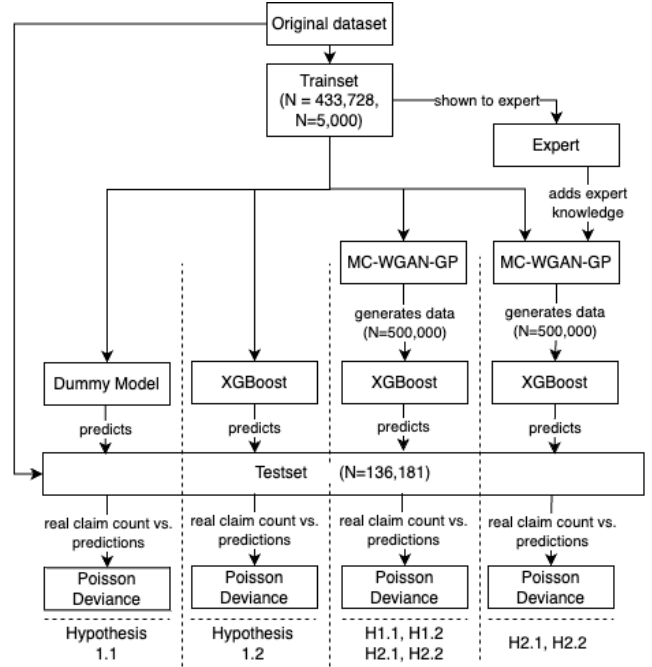 Original dataset
Trainset
(N = 433,728,
N=5,000)
shown to expert
Expert
adds expert
knowledge
MC-WGAN-GP
MC-WGAN-GP
generates data
(N=500,000)
generates data
(N=500,000)
Dummy Model
XGBoost
XGBoost
XGBoost
predicts
predicts
predicts
predicts
Testset (N=136,181)
real claim count vs.
predictions
real claim count vs.
predictions
real claim count vs.
predictions
real claim count vs.
predictions
Poisson
Deviance
Poisson
Deviance
Poisson
Deviance
Poisson
Deviance
Hypothesis
1.1
Hypothesis
1.2
H1.1, H1.2
H2.1, H2.2
H2.1, H2.2